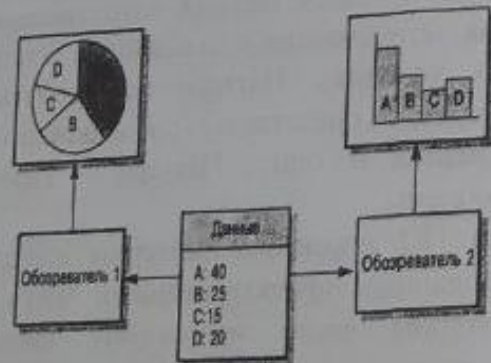 D
C
B
A
B
C
D
Данные
A: 40
B: 25
C:15
D: 20
Обозреватель 1
Обозреватель 2